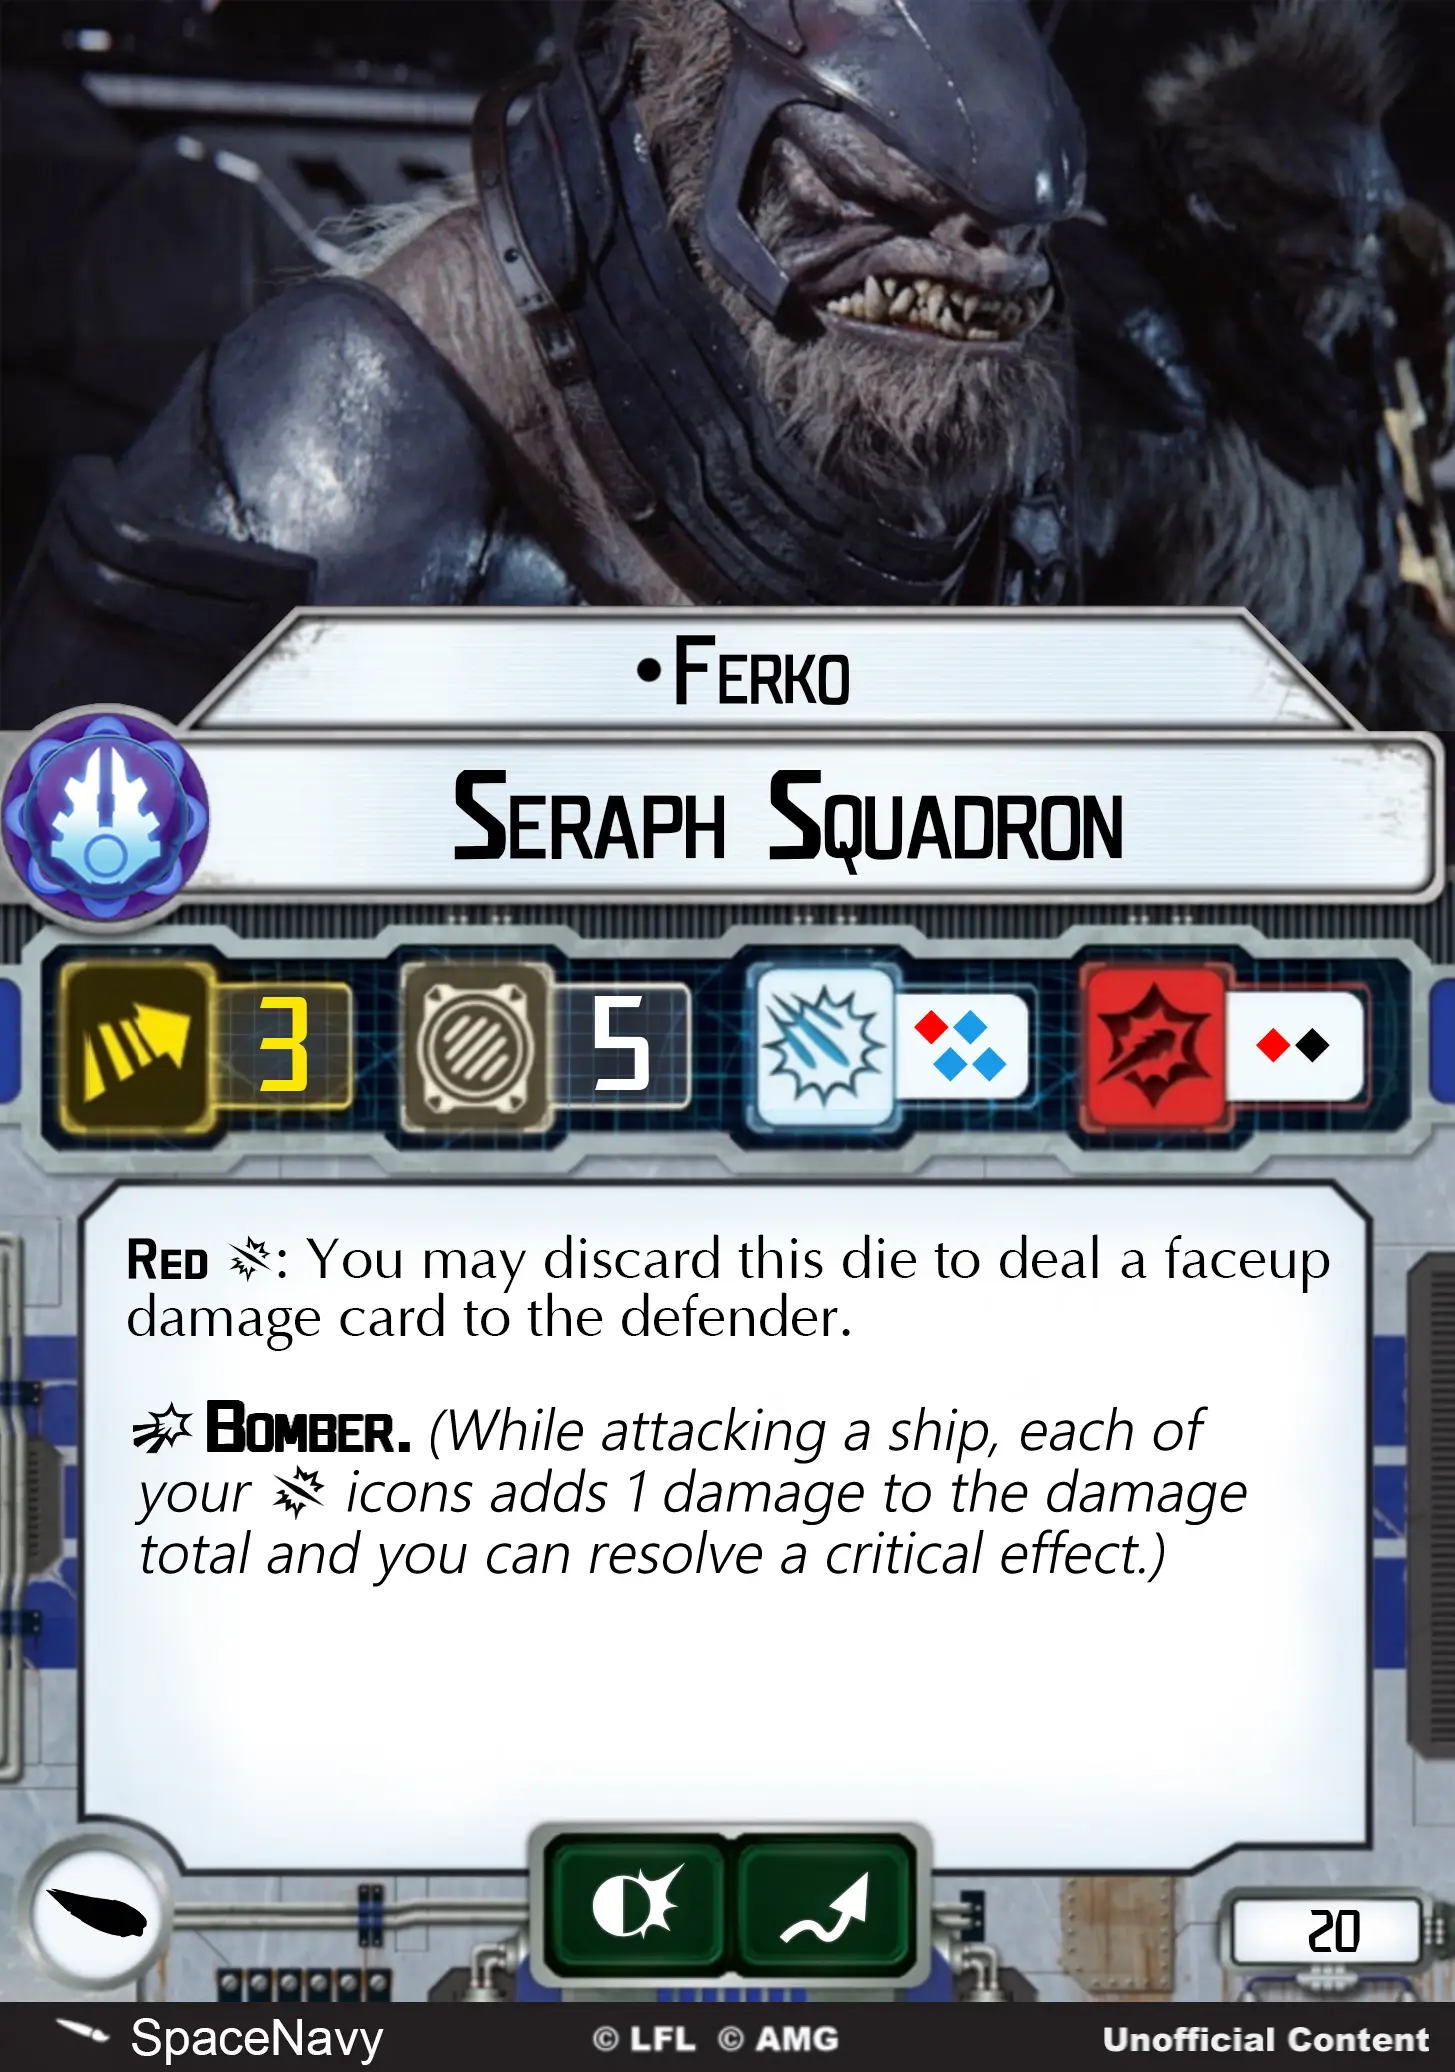 •Ferko
Seraph Squadron
3
5
Red : You may discard this die to deal a faceup
damage card to the defender.
Bomber. (While attacking a ship, each of
your icons adds 1 damage to the damage
total and you can resolve a critical effect.)
20
SpaceNavy
© LFL © AMG
Unofficial Content